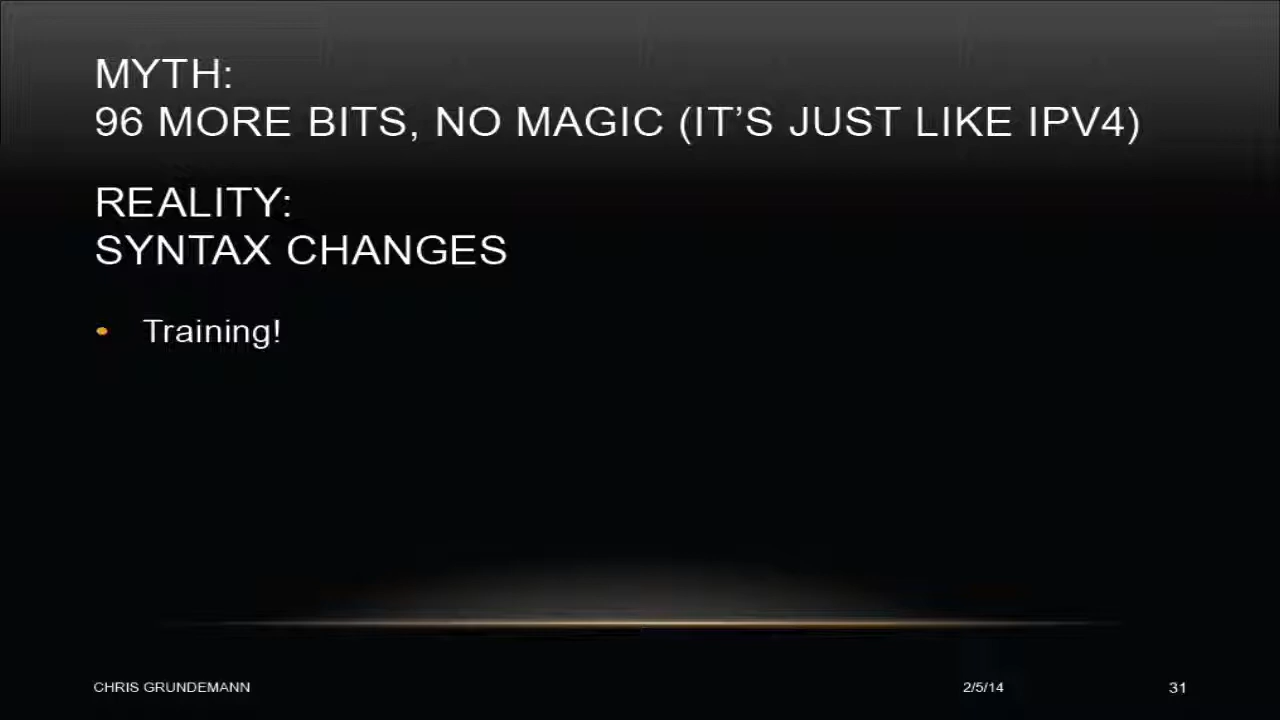 MYTH:
96 MORE BITS, NO MAGIC (IT’S JUST LIKE IPV4)
REALITY:
SYNTAX CHANGES
• Training!
CHRIS GRUNDEMANN
2/5/14
31